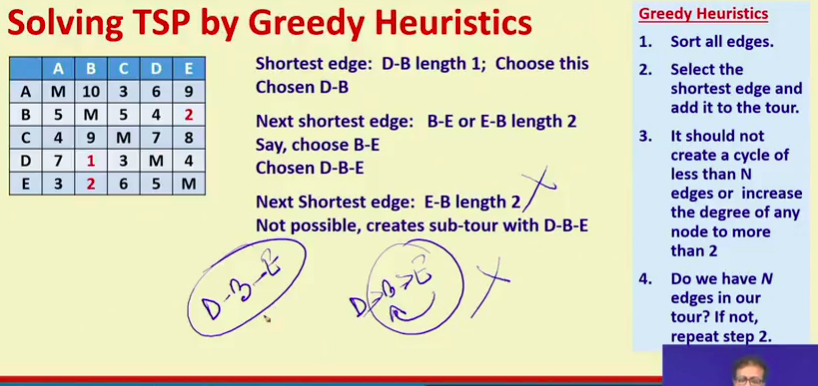 Solving TSP by Greedy Heuristics
A B C D E
A M 10 3 6 9
B 5 M 5 4 2
C 4 9 M 7 8
D 7 1 3 M 4
E 3 2 6 5 M
Shortest edge: D-B length 1; Choose this
Chosen D-B
Next shortest edge: B-E or E-B length 2
Say, choose B-E
Chosen D-B-E
Next Shortest edge: E-B length 2
Not possible, creates sub-tour with D-B-E
D-B-E
D>B>E
Greedy Heuristics
1. Sort all edges.
2. Select the
shortest edge and
add it to the tour.
3. It should not
create a cycle of
less than N
edges or increase
the degree of any
node to more
than 2
4. Do we have N
edges in our
tour? If not,
repeat step 2.